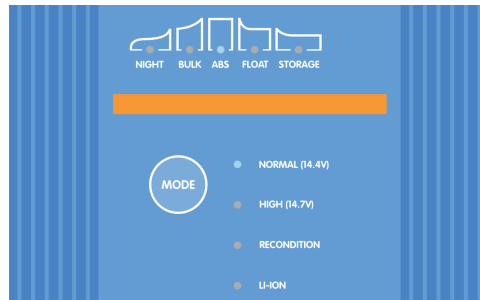 NIGHT BULK ABS FLOAT STORAGE
MODE
NORMAL (14.4V)
HIGH (14.7V)
RECONDITION
LI-ION